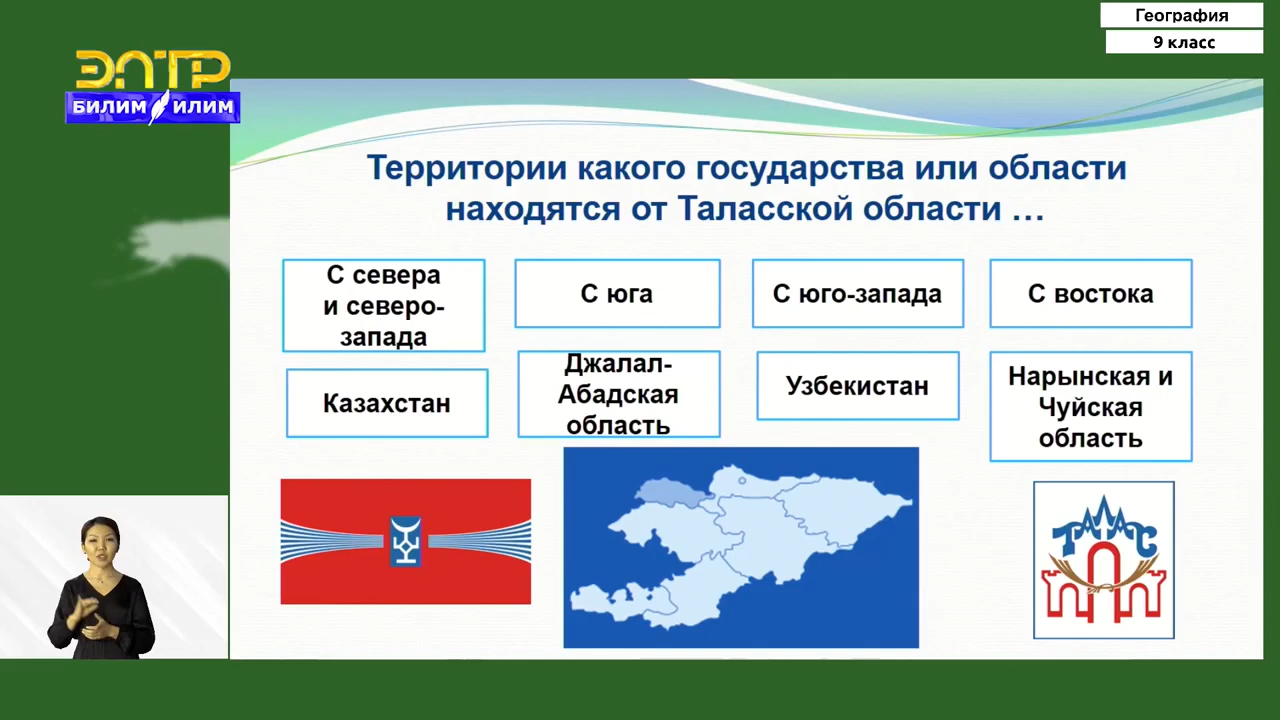 География
9 класс
ЭЛТР
БИЛИМ ИЛИМ
Территории какого государства или области
находятся от Таласской области …
С севера
и северо-
запада
С юга
С юго-запада
С востока
Казахстан
Джалал-
Абадская
область
Узбекистан
Нарынская и
Чуйская
область
ТАЛАС